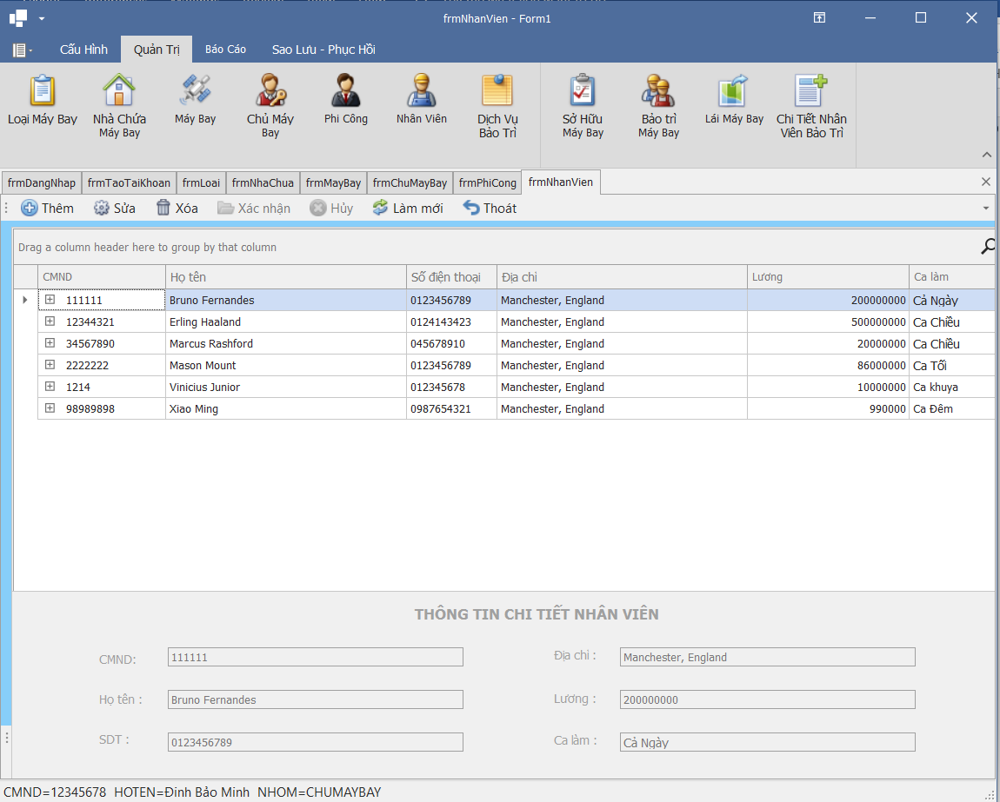 frmNhanVien - Form1
Cấu Hình Quản Trị Báo Cáo Sao Lưu - Phục Hồi
Loại Máy Bay
Nhà Chứa Máy Bay
Máy Bay
Chủ Máy Bay
Phi Công
Nhân Viên
Dịch Vụ Bảo Trì
Sở Hữu Máy Bay
Bảo trì Máy Bay
Lái Máy Bay
Chi Tiết Nhân Viên Bảo Trì
frmDangNhap frmTaoTaiKhoan frmLoai frmNhaChua frmMayBay frmChuMayBay frmPhiCong frmNhanVien
Thêm Sửa Xóa Xác nhận Hủy Làm mới Thoát
Drag a column header here to group by that column
CMND Họ tên Số điện thoại Địa chỉ Lương Ca làm
111111 Bruno Fernandes 0123456789 Manchester, England 200000000 Cả Ngày
12344321 Erling Haaland 0124143423 Manchester, England 500000000 Ca Chiều
34567890 Marcus Rashford 045678910 Manchester, England 20000000 Ca Chiều
2222222 Mason Mount 0123456789 Manchester, England 86000000 Ca Tối
1214 Vinicius Junior 012345678 Manchester, England 10000000 Ca khuya
98989898 Xiao Ming 0987654321 Manchester, England 990000 Ca Đêm
THÔNG TIN CHI TIẾT NHÂN VIÊN
CMND: 111111 Địa chỉ : Manchester, England
Họ tên : Bruno Fernandes Lương : 200000000
SDT : 0123456789 Ca làm : Cả Ngày
CMND=12345678 HOTEN=Đinh Bảo Minh NHOM=CHUMAYBAY